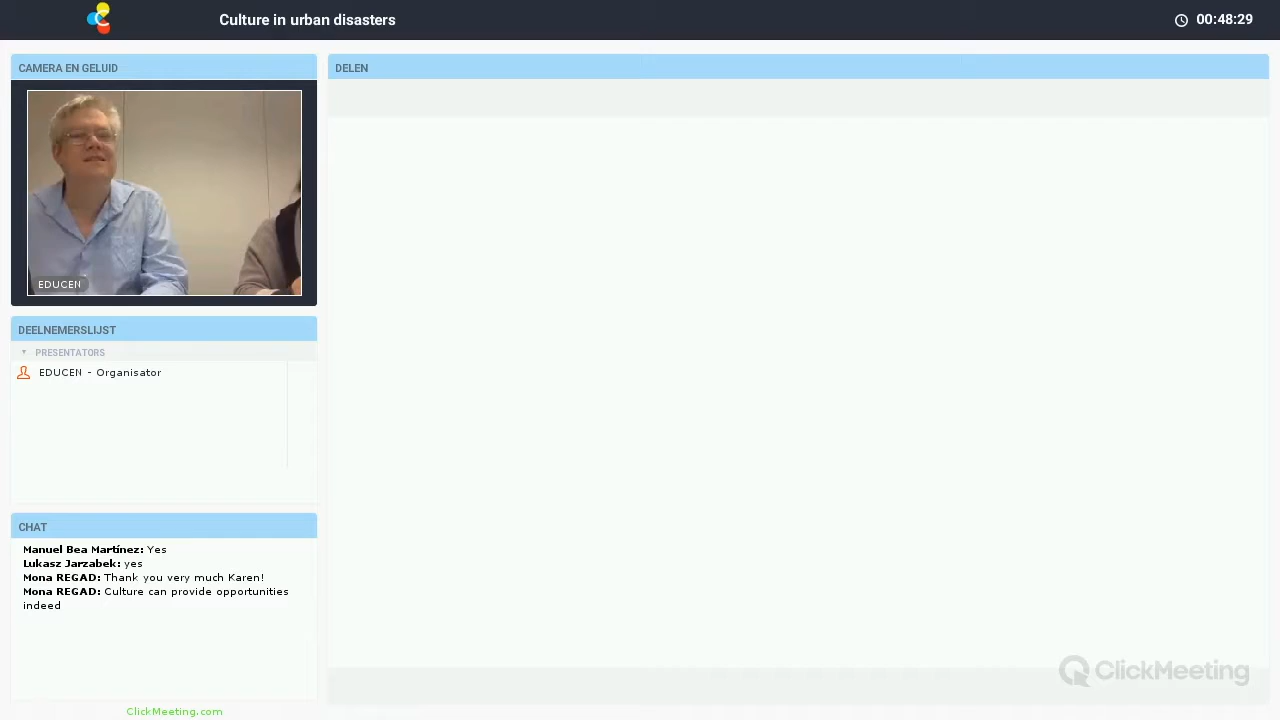 Culture in urban disasters
00:48:29
CAMERA EN GELUID
DELEN
EDUCEN
DEELNEMERSLIJST
PRESENTATORS
EDUCEN - Organisator
CHAT
Manuel Bea Martínez: Yes
Lukasz Jarzabek: yes
Mona REGAD: Thank you very much Karen!
Mona REGAD: Culture can provide opportunities
indeed
ClickMeeting
ClickMeeting.com